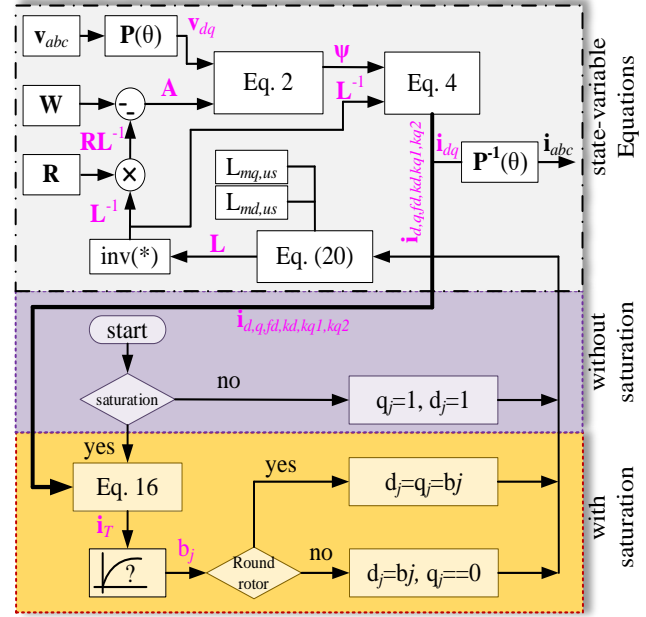 v_abc
P(θ)
v_dq
Eq. 2
ψ
L^-1
Eq. 4
W
- -
A
RL^-1
R
×
L^-1
inv(*)
L
L_mq,us
L_md,us
Eq. (20)
i_dq
P^-1(θ)
i_abc
i_d,q,fd,kd,kq1,kq2
state-variable
Equations
i_d,q,fd,kd,kq1,kq2
start
saturation
no
q_j=1, d_j=1
without
saturation
yes
Eq. 16
i_T
?
b_j
Round
rotor
yes
d_j=q_j=bj
no
d_j=bj, q_j==0
with
saturation